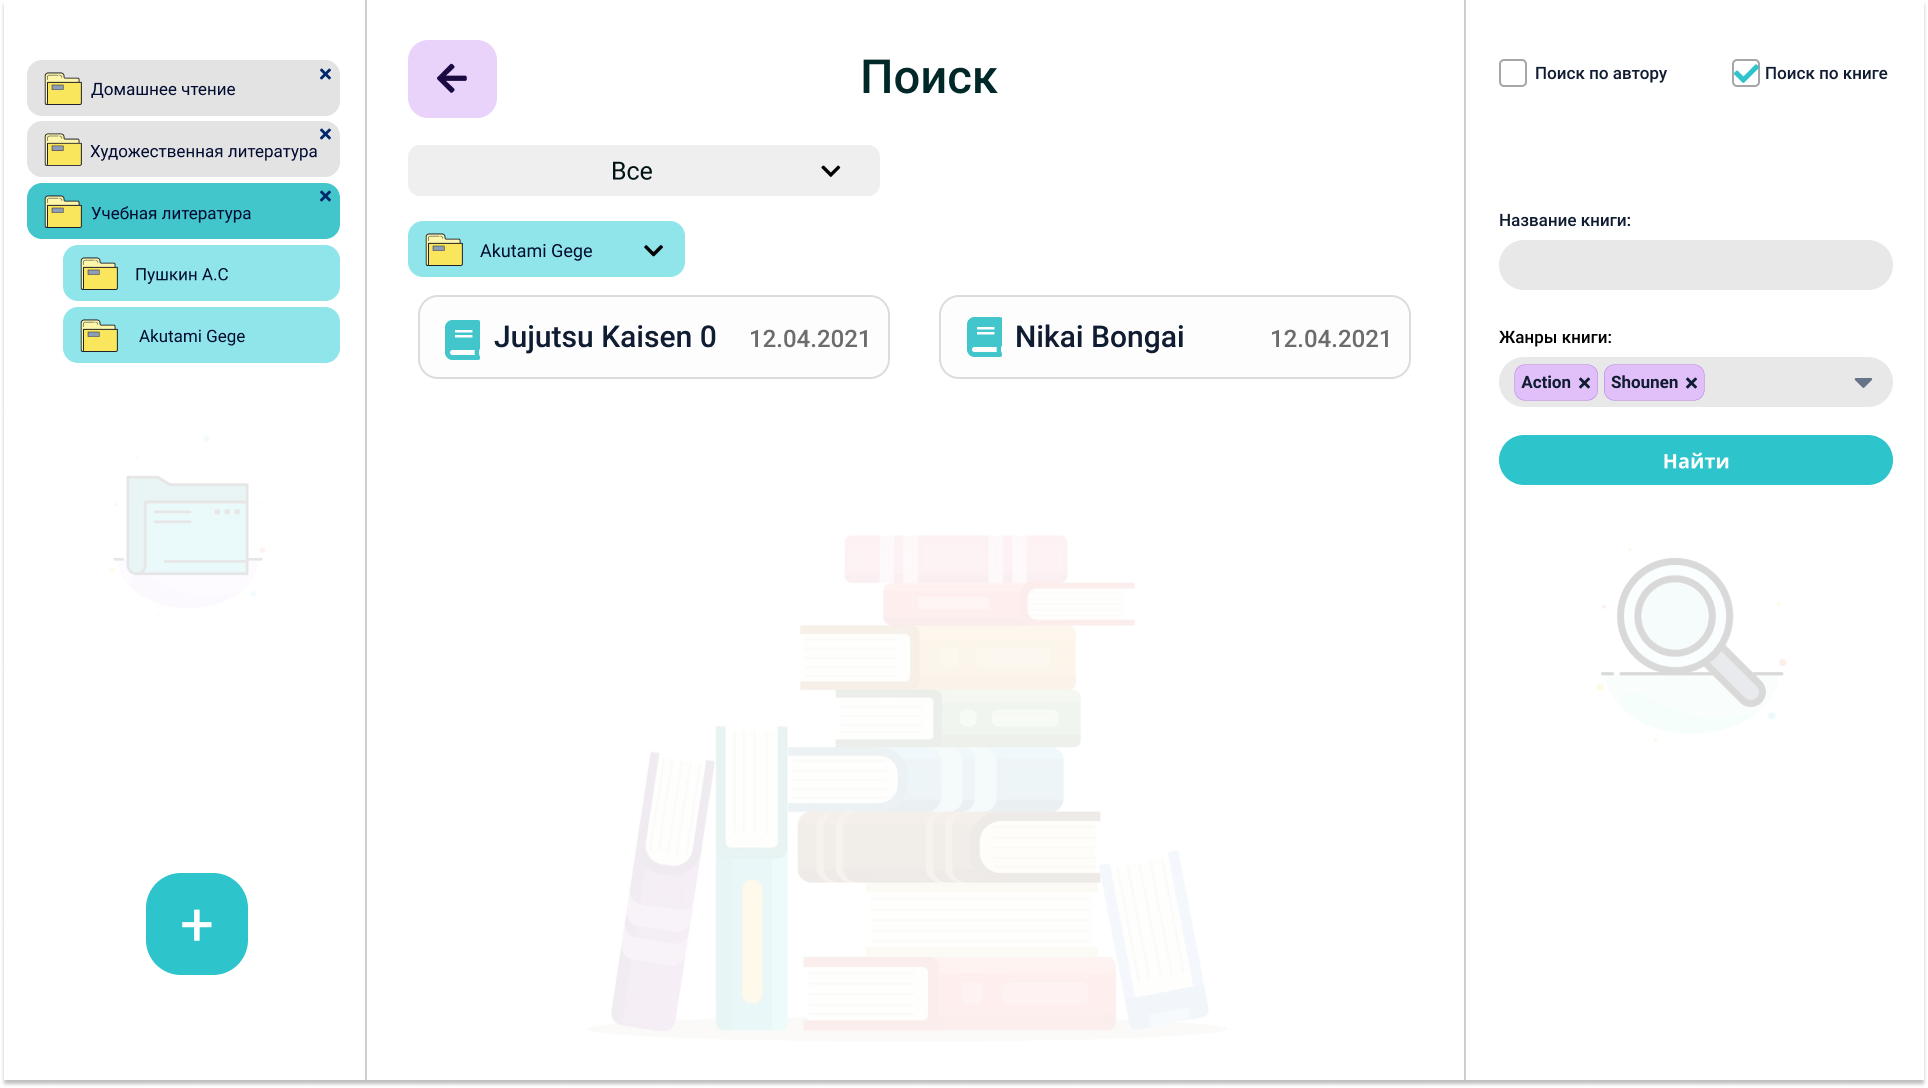 Домашнее чтение
Художественная литература
Учебная литература
Пушкин А.С
Akutami Gege
Поиск
Все
Akutami Gege
Jujutsu Kaisen 0 12.04.2021
Nikai Bongai 12.04.2021
Поиск по автору
Поиск по книге
Название книги:
Жанры книги:
Action
Shounen
Найти